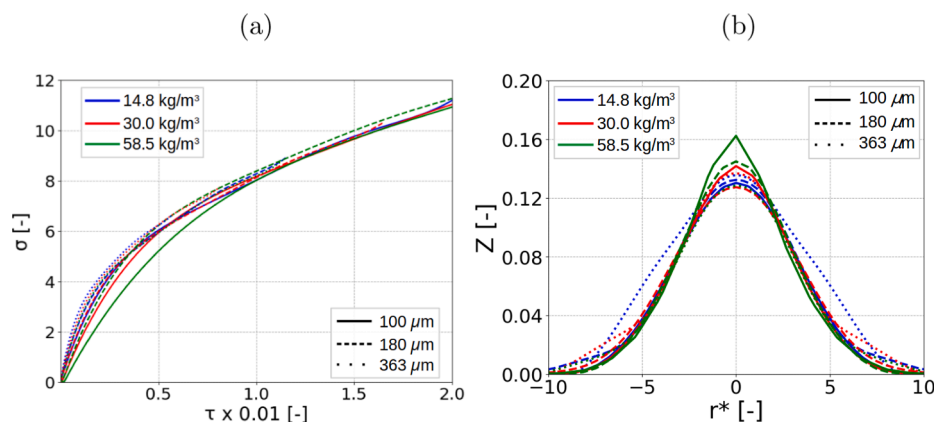 (a)
12
10
8
6
4
2
0
σ [-]
14.8 kg/m³
30.0 kg/m³
58.5 kg/m³
100 μm
180 μm
363 μm
0.5 1.0 1.5 2.0
τ x 0.01 [-]
(b)
0.20
0.16
0.12
0.08
0.04
0.00
Z [-]
14.8 kg/m³
30.0 kg/m³
58.5 kg/m³
100 μm
180 μm
363 μm
−10 −5 0 5 10
r* [-]